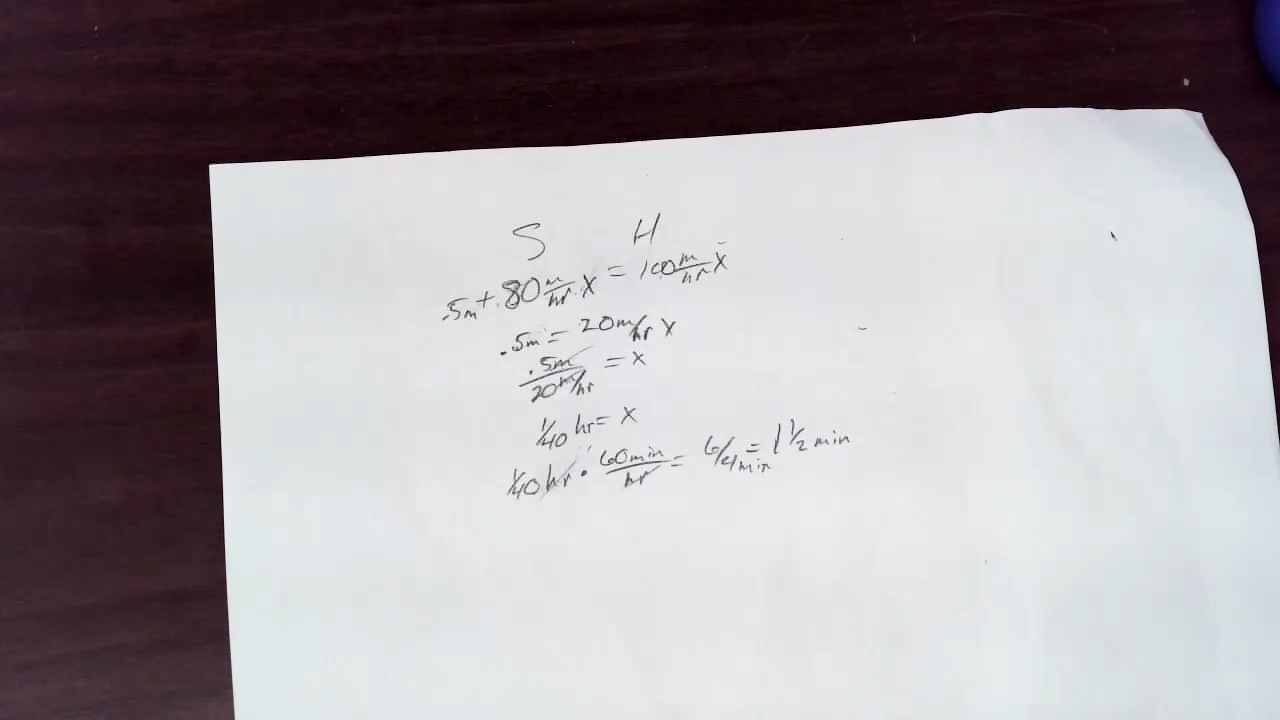 S H
.5m + 80 m/hr x = 100 m/hr x
.5m = 20 m/hr x
.5m / 20 m/hr = x
1/40 hr = x
1/40 hr · 60min/hr = 6/4 min = 1 1/2 min